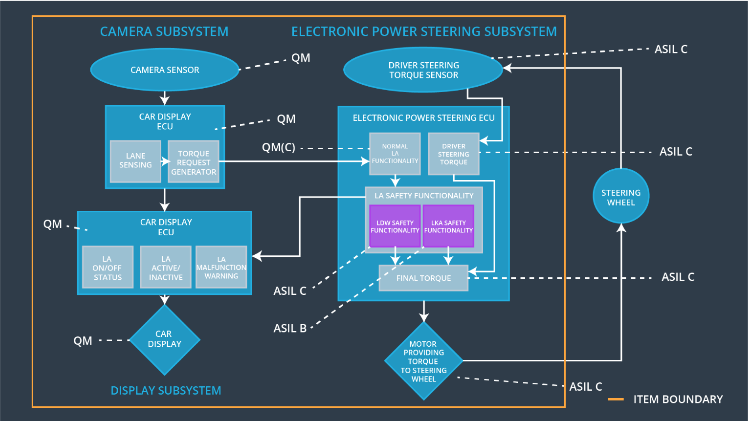 CAMERA SUBSYSTEM
ELECTRONIC POWER STEERING SUBSYSTEM
CAMERA SENSOR
QM
DRIVER STEERING
TORQUE SENSOR
ASIL C
CAR DISPLAY
ECU
QM
LANE
SENSING
TORQUE
REQUEST
GENERATOR
QM(C)
ELECTRONIC POWER STEERING ECU
NORMAL
LA
FUNCTIONALITY
DRIVER
STEERING
TORQUE
ASIL C
STEERING
WHEEL
LA SAFETY FUNCTIONALITY
LDW SAFETY
FUNCTIONALITY
LKA SAFETY
FUNCTIONALITY
QM
CAR DISPLAY
ECU
LA
ON/OFF
STATUS
LA
ACTIVE/
INACTIVE
LA
MALFUNCTION
WARNING
FINAL TORQUE
ASIL C
ASIL C
ASIL B
QM
CAR
DISPLAY
MOTOR
PROVIDING
TORQUE
TO STEERING
WHEEL
ASIL C
DISPLAY SUBSYSTEM
ITEM BOUNDARY